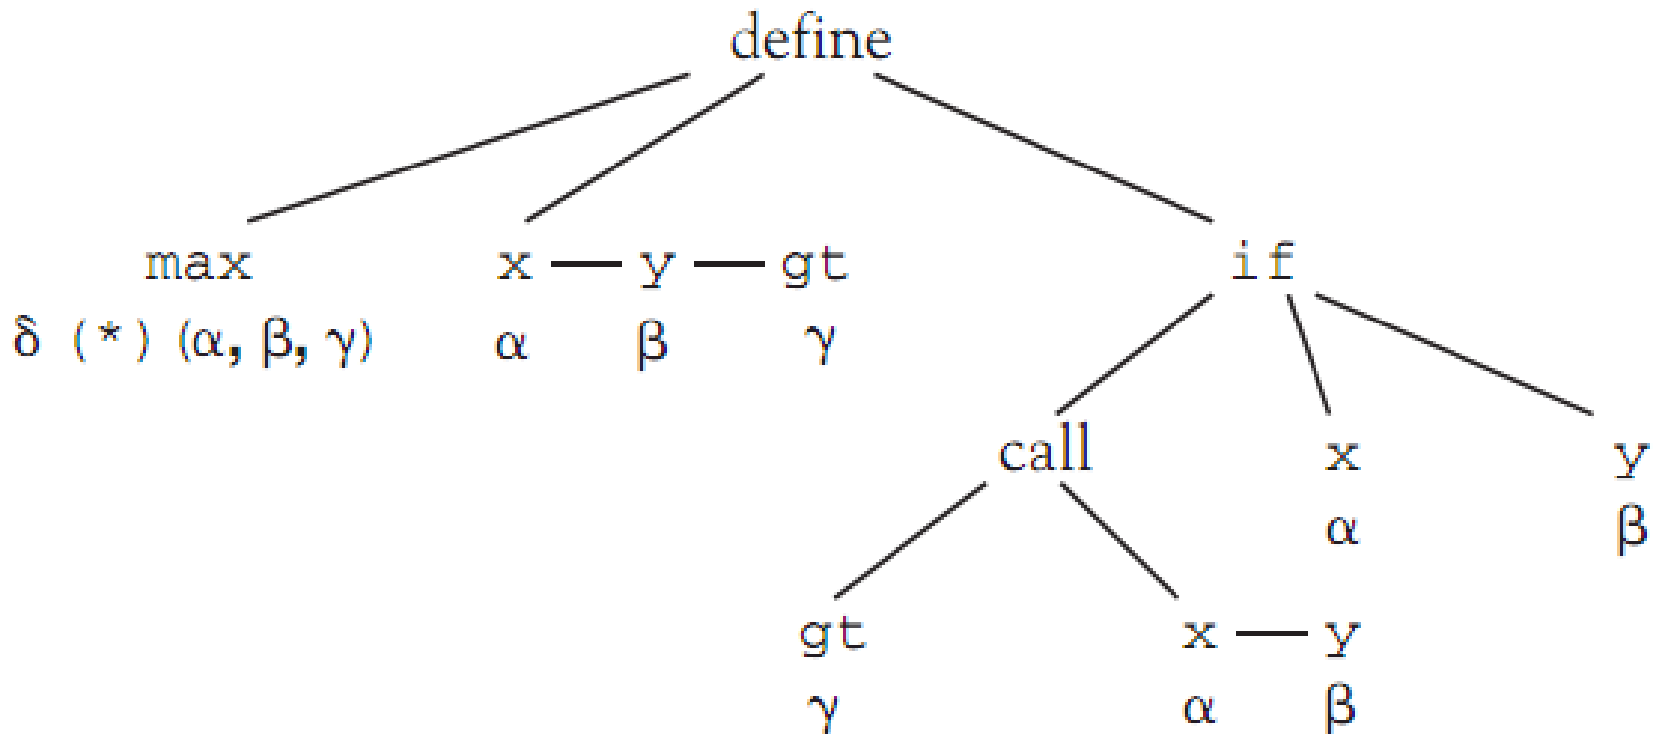 define
max x y gt if
δ (*) (α, β, γ) α β γ
call x y
α β
gt x y
γ α β